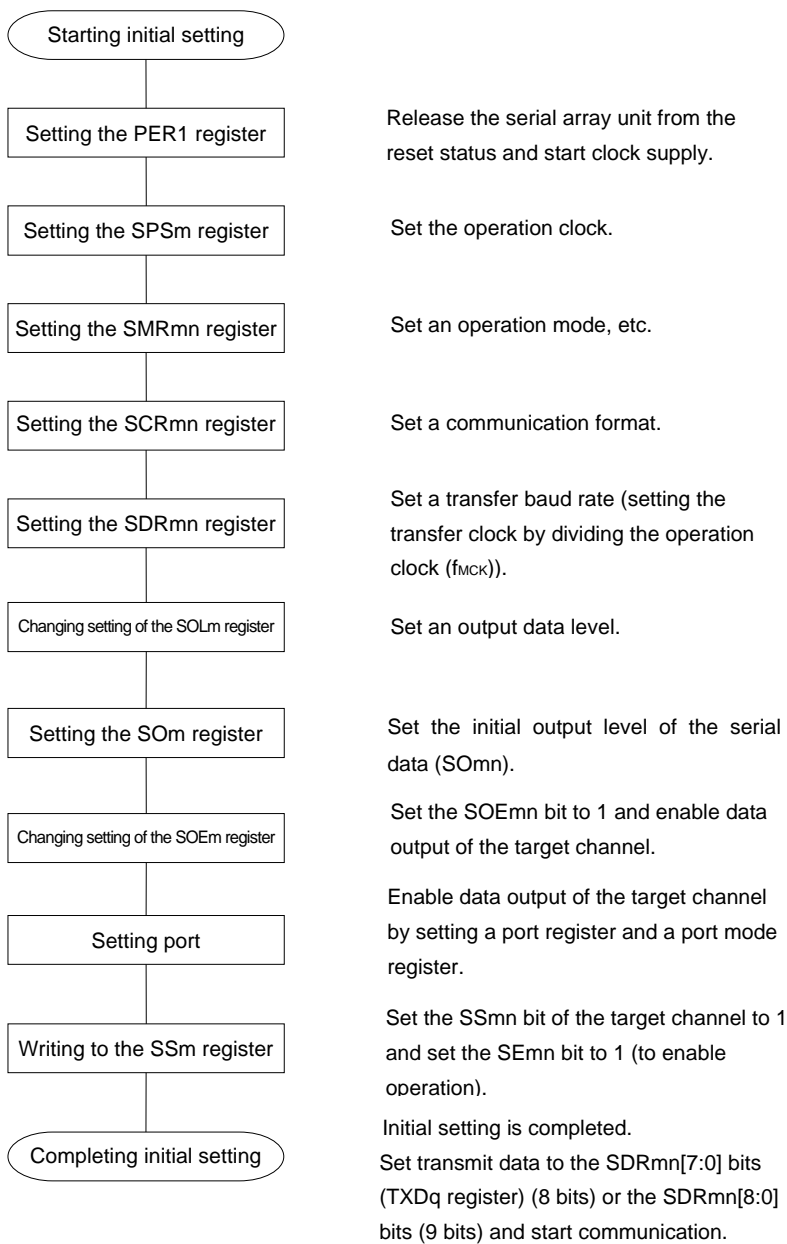 Starting initial setting
Setting the PER1 register
Release the serial array unit from the
reset status and start clock supply.
Setting the SPSm register
Set the operation clock.
Setting the SMRmn register
Set an operation mode, etc.
Setting the SCRmn register
Set a communication format.
Setting the SDRmn register
Set a transfer baud rate (setting the
transfer clock by dividing the operation
clock (fMCK)).
Changing setting of the SOLm register
Set an output data level.
Setting the SOm register
Set the initial output level of the serial
data (SOmn).
Changing setting of the SOEm register
Set the SOEmn bit to 1 and enable data
output of the target channel.
Setting port
Enable data output of the target channel
by setting a port register and a port mode
register.
Writing to the SSm register
Set the SSmn bit of the target channel to 1
and set the SEmn bit to 1 (to enable
operation).
Completing initial setting
Initial setting is completed.
Set transmit data to the SDRmn[7:0] bits
(TXDq register) (8 bits) or the SDRmn[8:0]
bits (9 bits) and start communication.